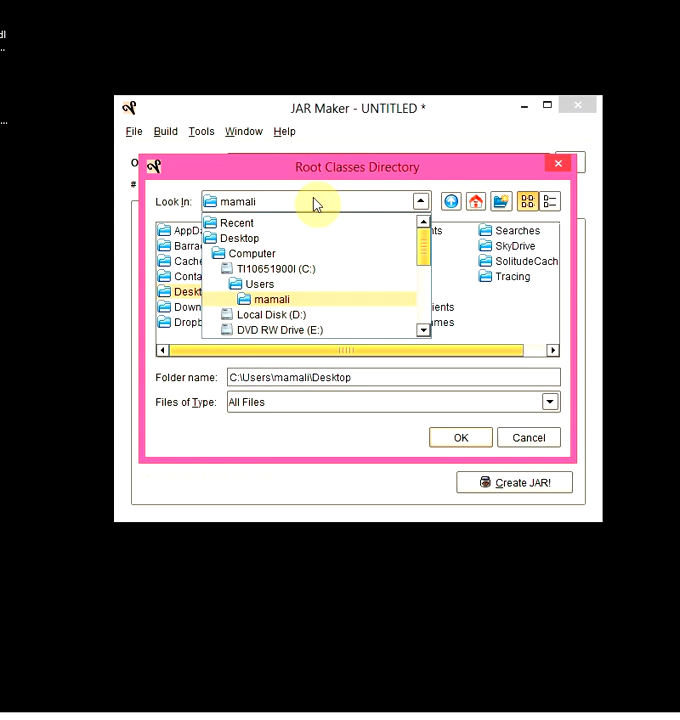 dl
..
...
JAR Maker - UNTITLED *
File Build Tools Window Help
O
#
Root Classes Directory
Look In: mamali
Recent
Desktop
Computer
TI10651900I (C:)
Users
mamali
Local Disk (D:)
DVD RW Drive (E:)
AppDa
Barra
Cache
Conta
Deskt
Down
Dropb
nts
ients
mes
Searches
SkyDrive
SolitudeCach
Tracing
Folder name: C:\Users\mamali\Desktop
Files of Type: All Files
OK Cancel
Create JAR!